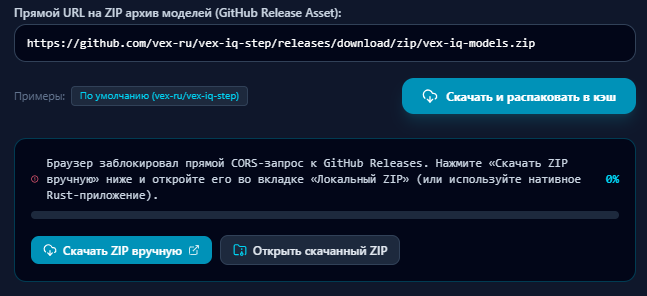 Прямой URL на ZIP архив моделей (GitHub Release Asset):
https://github.com/vex-ru/vex-iq-step/releases/download/zip/vex-iq-models.zip
Примеры: По умолчанию (vex-ru/vex-iq-step) Скачать и распаковать в кэш
Браузер заблокировал прямой CORS-запрос к GitHub Releases. Нажмите «Скачать ZIP
вручную» ниже и откройте его во вкладке «Локальный ZIP» (или используйте нативное 0%
Rust-приложение).
Скачать ZIP вручную Открыть скачанный ZIP